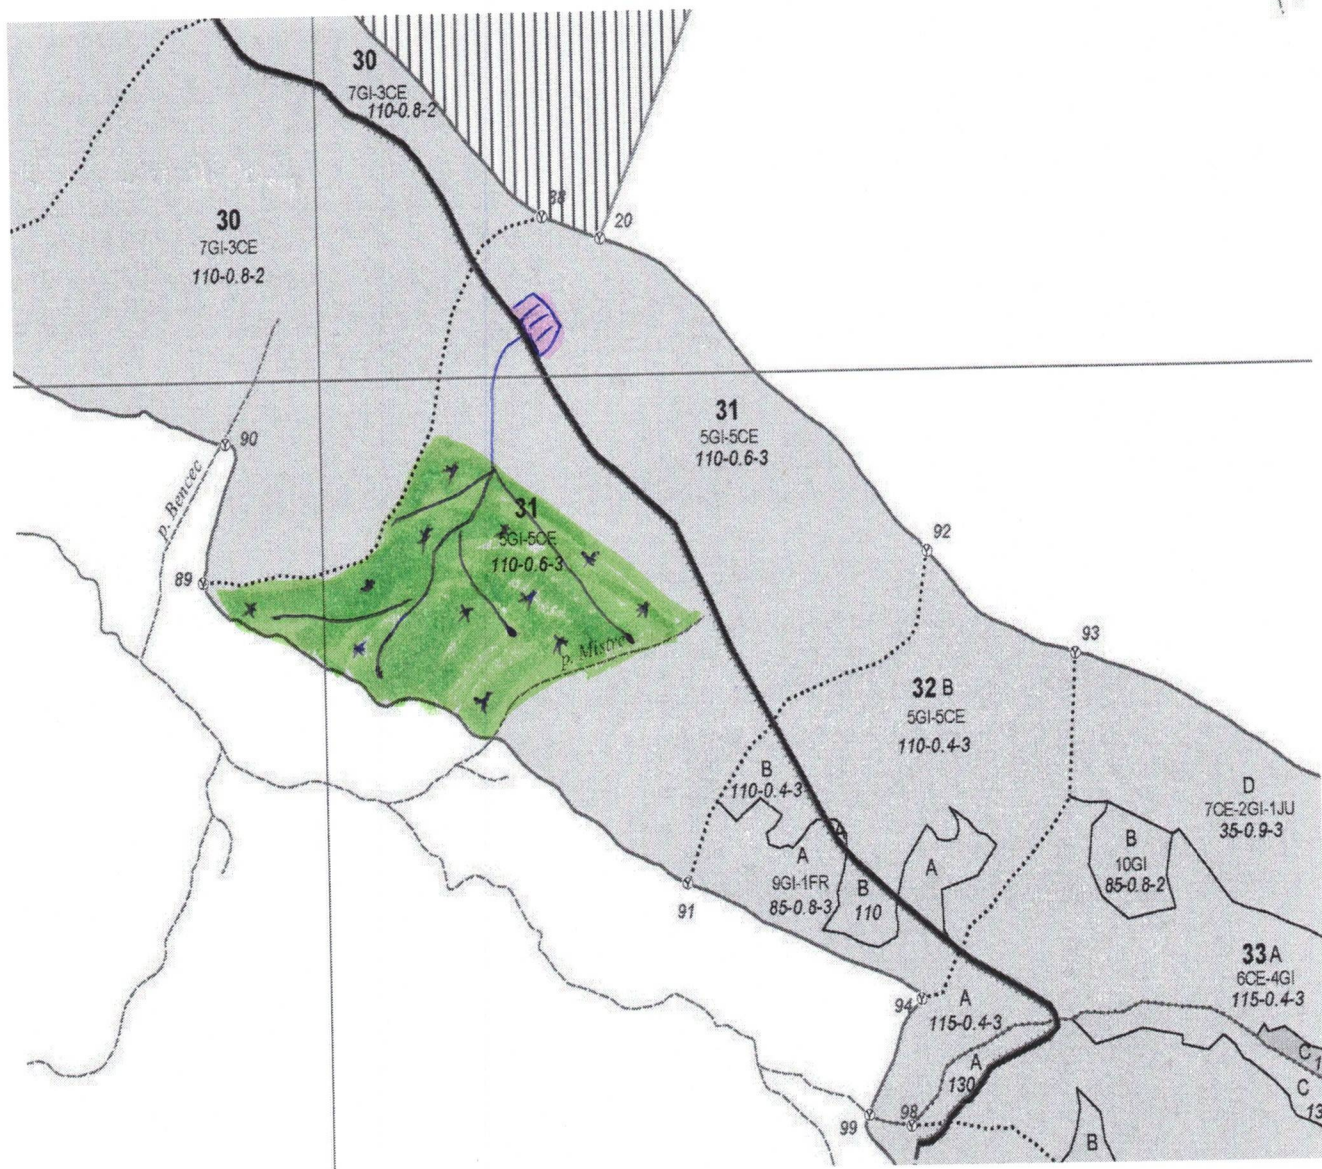 30
7GI-3CE
110-0.8-2
88
20
30
7GI-3CE
110-0.8-2
31
5GI-5CE
110-0.6-3
90
p. Bencec
31
5GI-5CE
110-0.6-3
92
89
93
p. Mistre
32 B
5GI-5CE
110-0.4-3
B
110-0.4-3
D
7CE-2GI-1JU
35-0.9-3
A
B
10GI
85-0.8-2
A
9GI-1FR
85-0.8-3
A
B
110
91
33 A
6CE-4GI
115-0.4-3
94
A
115-0.4-3
A
130
C 1
C
13
99
98
B